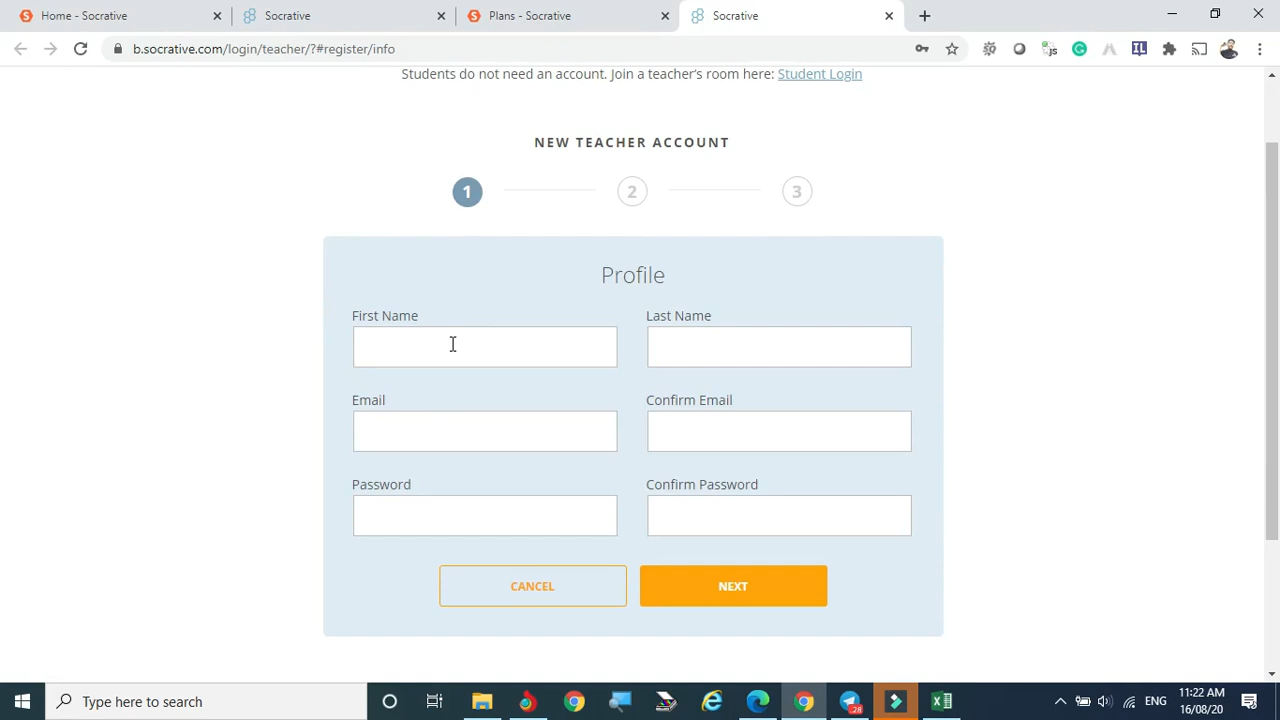 Home - Socrative
Socrative
Plans - Socrative
Socrative
b.socrative.com/login/teacher/?#register/info
Students do not need an account. Join a teacher's room here: Student Login
NEW TEACHER ACCOUNT
1
2
3
Profile
First Name
Last Name
Email
Confirm Email
Password
Confirm Password
CANCEL
NEXT
Type here to search
28
ENG
11:22 AM
16/08/20